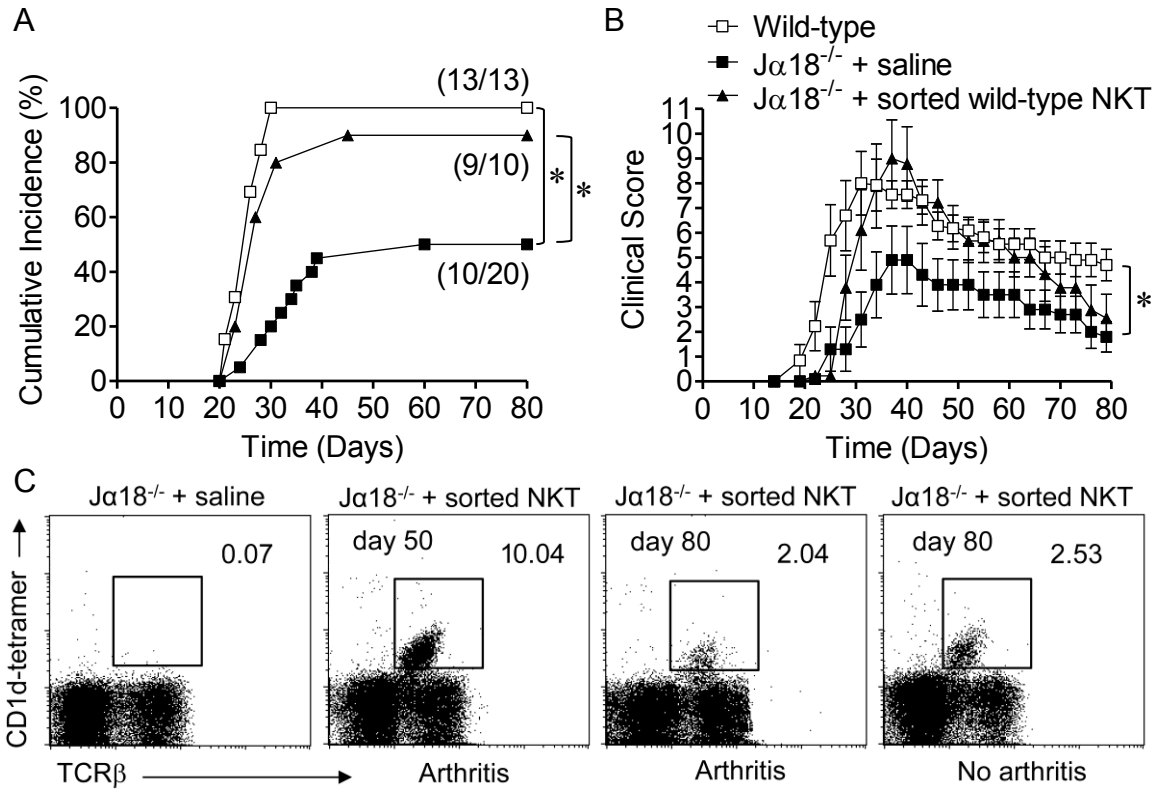 A
Cumulative Incidence (%)
100
80
60
40
20
0
(13/13)
(9/10)
(10/20)
*
*
0 10 20 30 40 50 60 70 80
Time (Days)
B
Wild-type
Jα18-/- + saline
Jα18-/- + sorted wild-type NKT
Clinical Score
11
10
9
8
7
6
5
4
3
2
1
0
*
0 10 20 30 40 50 60 70 80
Time (Days)
C
Jα18-/- + saline
Jα18-/- + sorted NKT
Jα18-/- + sorted NKT
Jα18-/- + sorted NKT
CD1d-tetramer
0.07
day 50 10.04
day 80 2.04
day 80 2.53
TCRβ
Arthritis
Arthritis
No arthritis